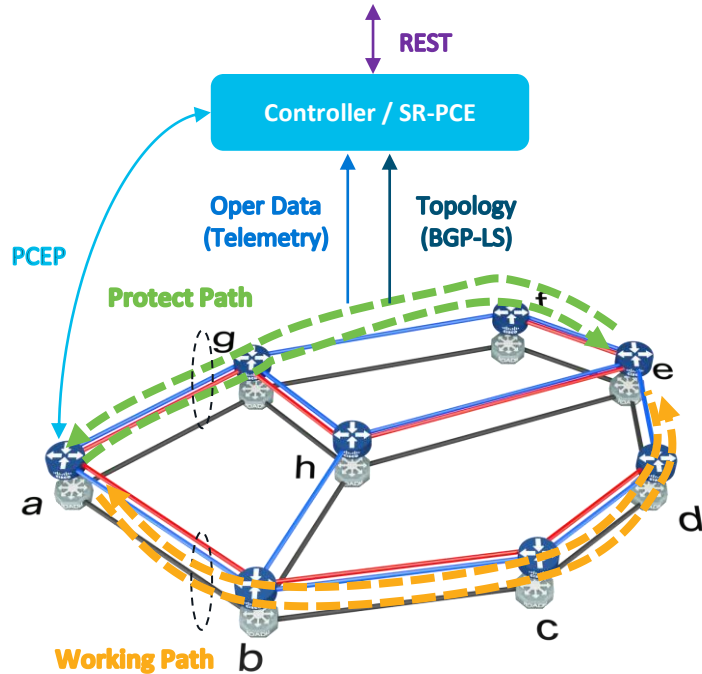 REST
Controller / SR-PCE
Oper Data
(Telemetry)
Topology
(BGP-LS)
PCEP
Protect Path
f
g
e
h
a
d
c
b
Working Path